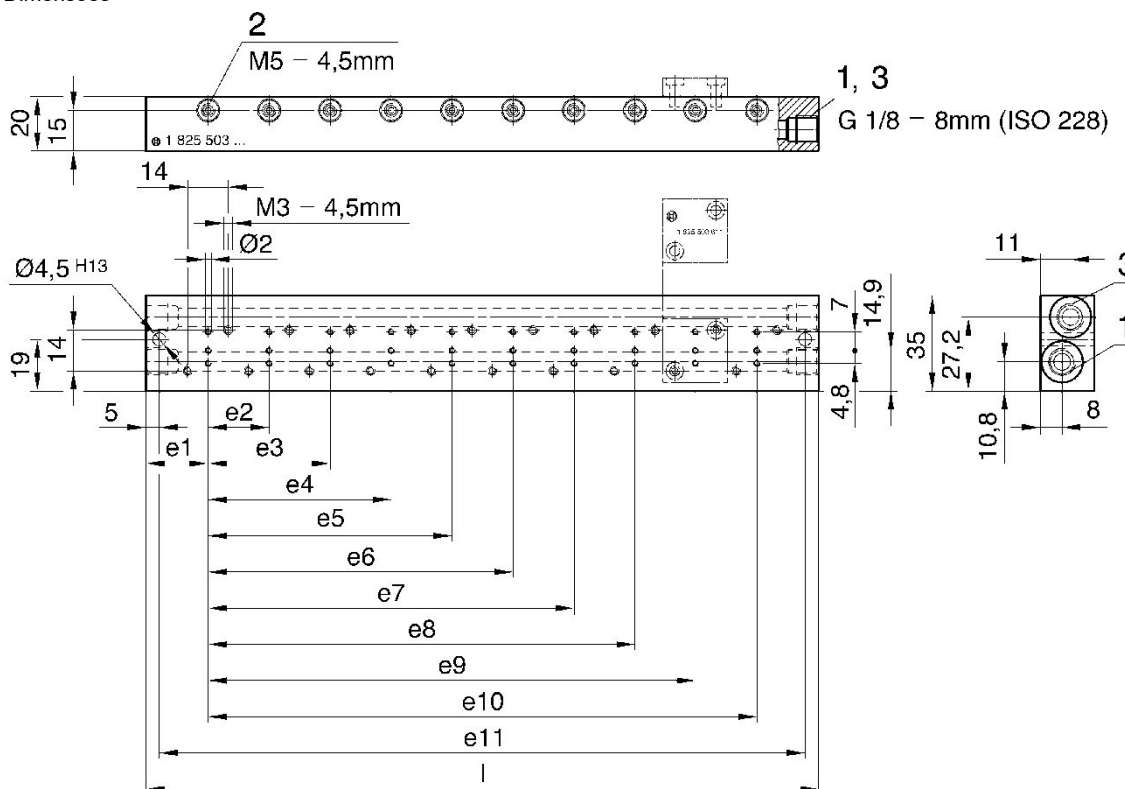 2
M5 – 4,5mm
1, 3
G 1/8 – 8mm (ISO 228)
20
15
1 825 503 ...
14
M3 – 4,5mm
Ø2
Ø4,5 H13
19
14
5
e1
e2
e3
e4
e5
e6
e7
e8
e9
e10
e11
l
7
14,9
4,8
11
35
27,2
10,8
8